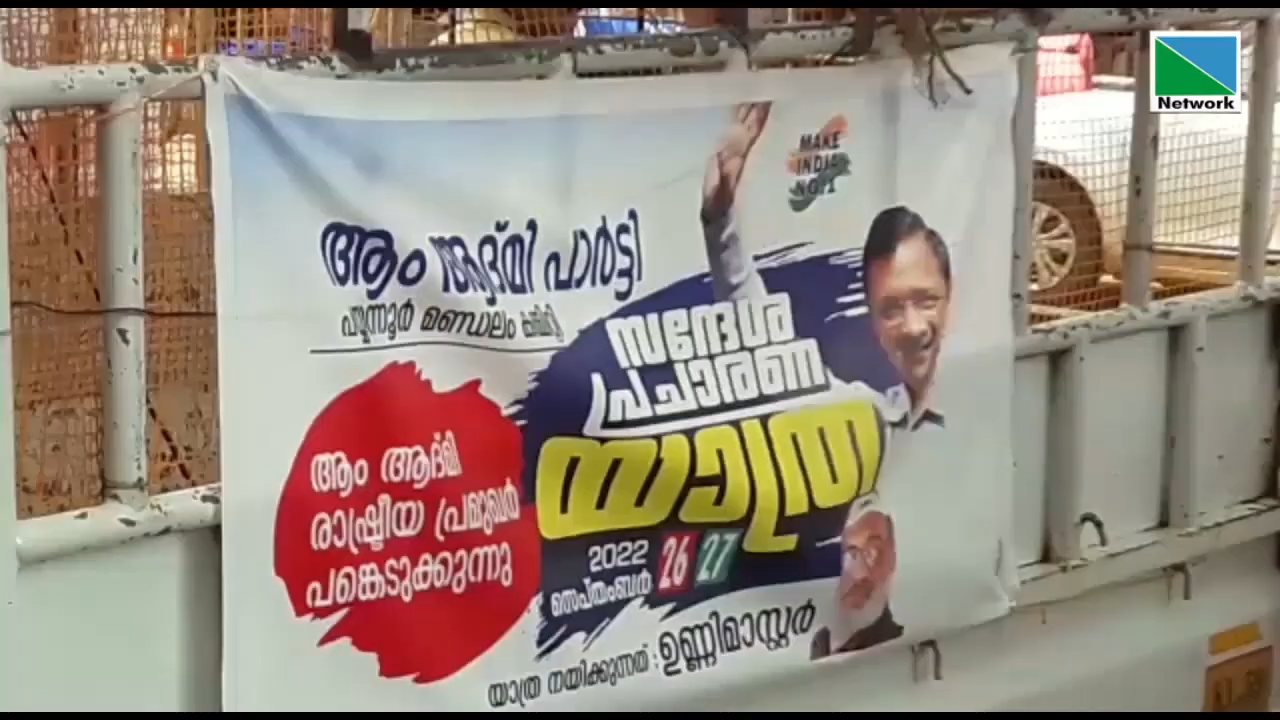 Network
MAKE
INDIA
NO.1
ആം ആദ്മി പാർട്ടി
മണ്ഡലം കമ്മിറ്റി
സന്ദേശ
പ്രചാരണ
യാത്ര
ആം ആദ്മി
രാഷ്ട്രീയ പ്രമുഖർ
പങ്കെടുക്കുന്നു
2022
സെപ്തംബർ
26 27
യാത്ര നയിക്കുന്നത് : ഉണ്ണിമാസ്റ്റർ